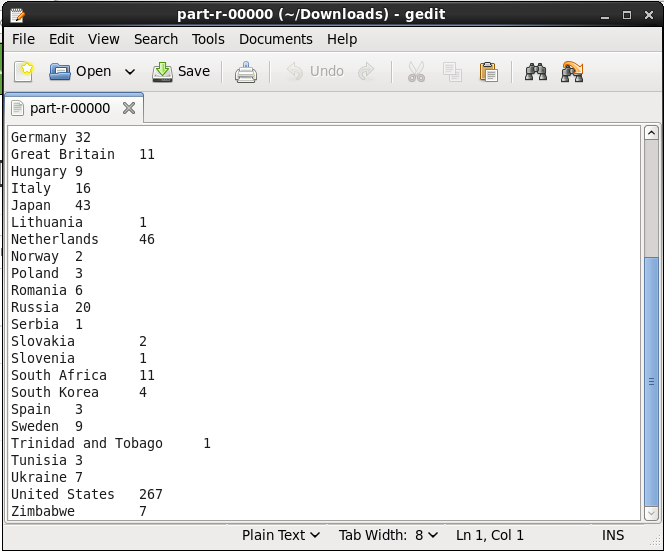 part-r-00000 (~/Downloads) - gedit
File Edit View Search Tools Documents Help
Open Save Undo
part-r-00000
Germany 32
Great Britain 11
Hungary 9
Italy 16
Japan 43
Lithuania 1
Netherlands 46
Norway 2
Poland 3
Romania 6
Russia 20
Serbia 1
Slovakia 2
Slovenia 1
South Africa 11
South Korea 4
Spain 3
Sweden 9
Trinidad and Tobago 1
Tunisia 3
Ukraine 7
United States 267
Zimbabwe 7
Plain Text Tab Width: 8 Ln 1, Col 1 INS